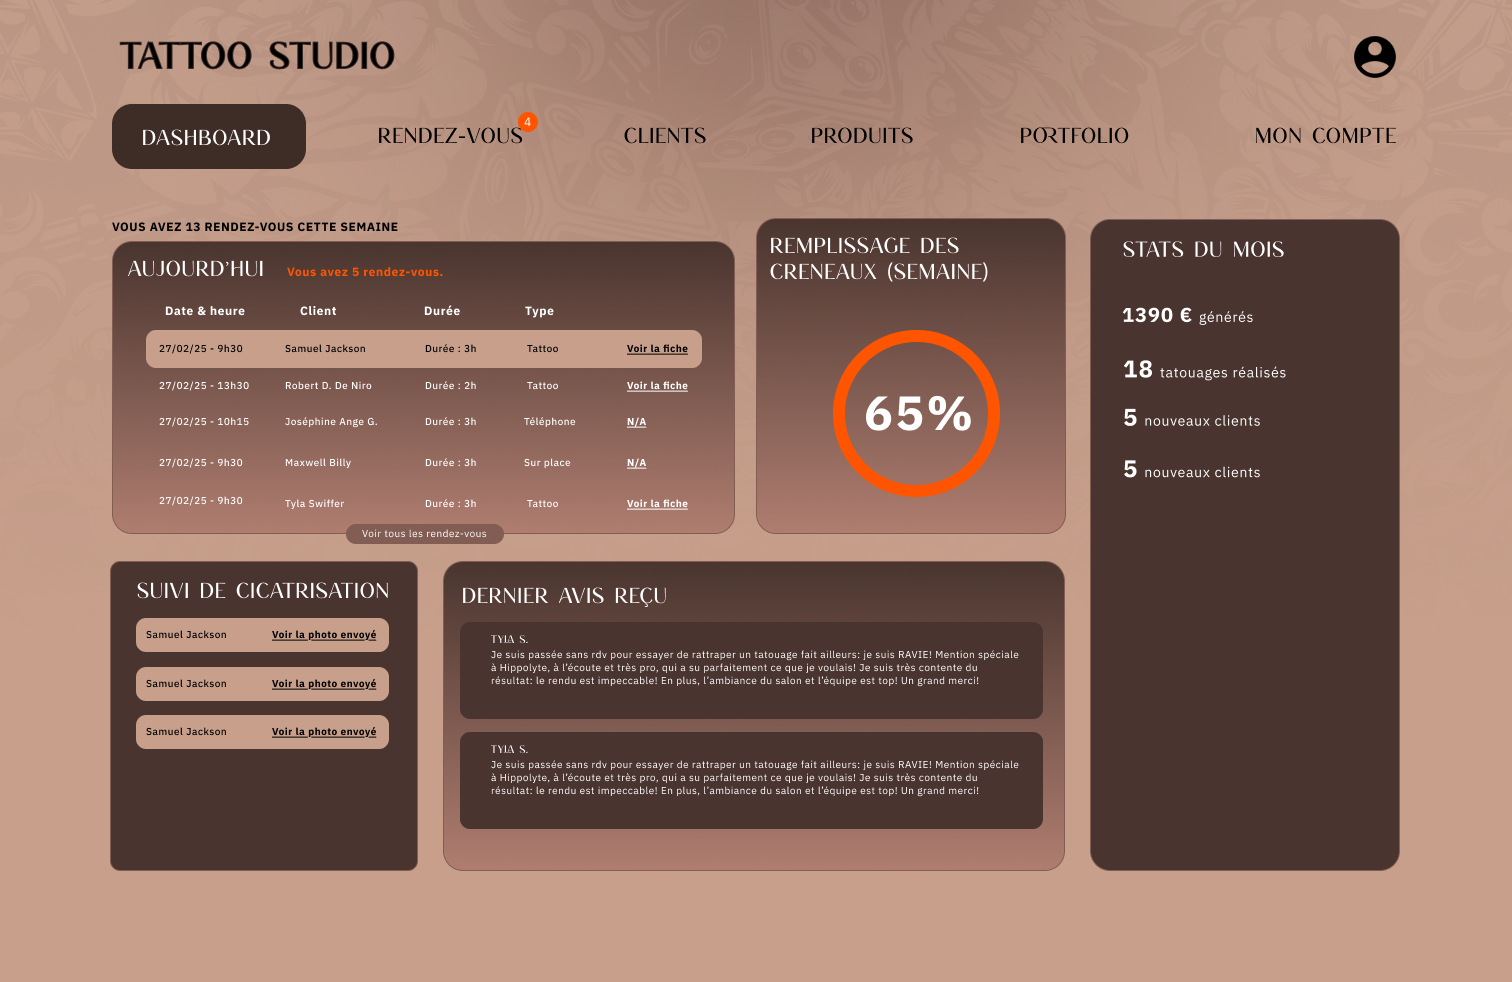 TATTOO STUDIO
DASHBOARD
RENDEZ-VOUS 4
CLIENTS
PRODUITS
PORTFOLIO
MON COMPTE
VOUS AVEZ 13 RENDEZ-VOUS CETTE SEMAINE
AUJOURD'HUI Vous avez 5 rendez-vous.
Date & heure Client Durée Type
27/02/25 - 9h30 Samuel Jackson Durée : 3h Tattoo Voir la fiche
27/02/25 - 13h30 Robert D. De Niro Durée : 2h Tattoo Voir la fiche
27/02/25 - 10h15 Joséphine Ange G. Durée : 3h Téléphone N/A
27/02/25 - 9h30 Maxwell Billy Durée : 3h Sur place N/A
27/02/25 - 9h30 Tyla Swiffer Durée : 3h Tattoo Voir la fiche
Voir tous les rendez-vous
REMPLISSAGE DES
CRENEAUX (SEMAINE)
65%
STATS DU MOIS
1390 € générés
18 tatouages réalisés
5 nouveaux clients
5 nouveaux clients
SUIVI DE CICATRISATION
Samuel Jackson Voir la photo envoyé
Samuel Jackson Voir la photo envoyé
Samuel Jackson Voir la photo envoyé
DERNIER AVIS REÇU
TYLA S.
Je suis passée sans rdv pour essayer de rattraper un tatouage fait ailleurs: je suis RAVIE! Mention spéciale
à Hippolyte, à l'écoute et très pro, qui a su parfaitement ce que je voulais! Je suis très contente du
résultat: le rendu est impeccable! En plus, l'ambiance du salon et l'équipe est top! Un grand merci!
TYLA S.
Je suis passée sans rdv pour essayer de rattraper un tatouage fait ailleurs: je suis RAVIE! Mention spéciale
à Hippolyte, à l'écoute et très pro, qui a su parfaitement ce que je voulais! Je suis très contente du
résultat: le rendu est impeccable! En plus, l'ambiance du salon et l'équipe est top! Un grand merci!